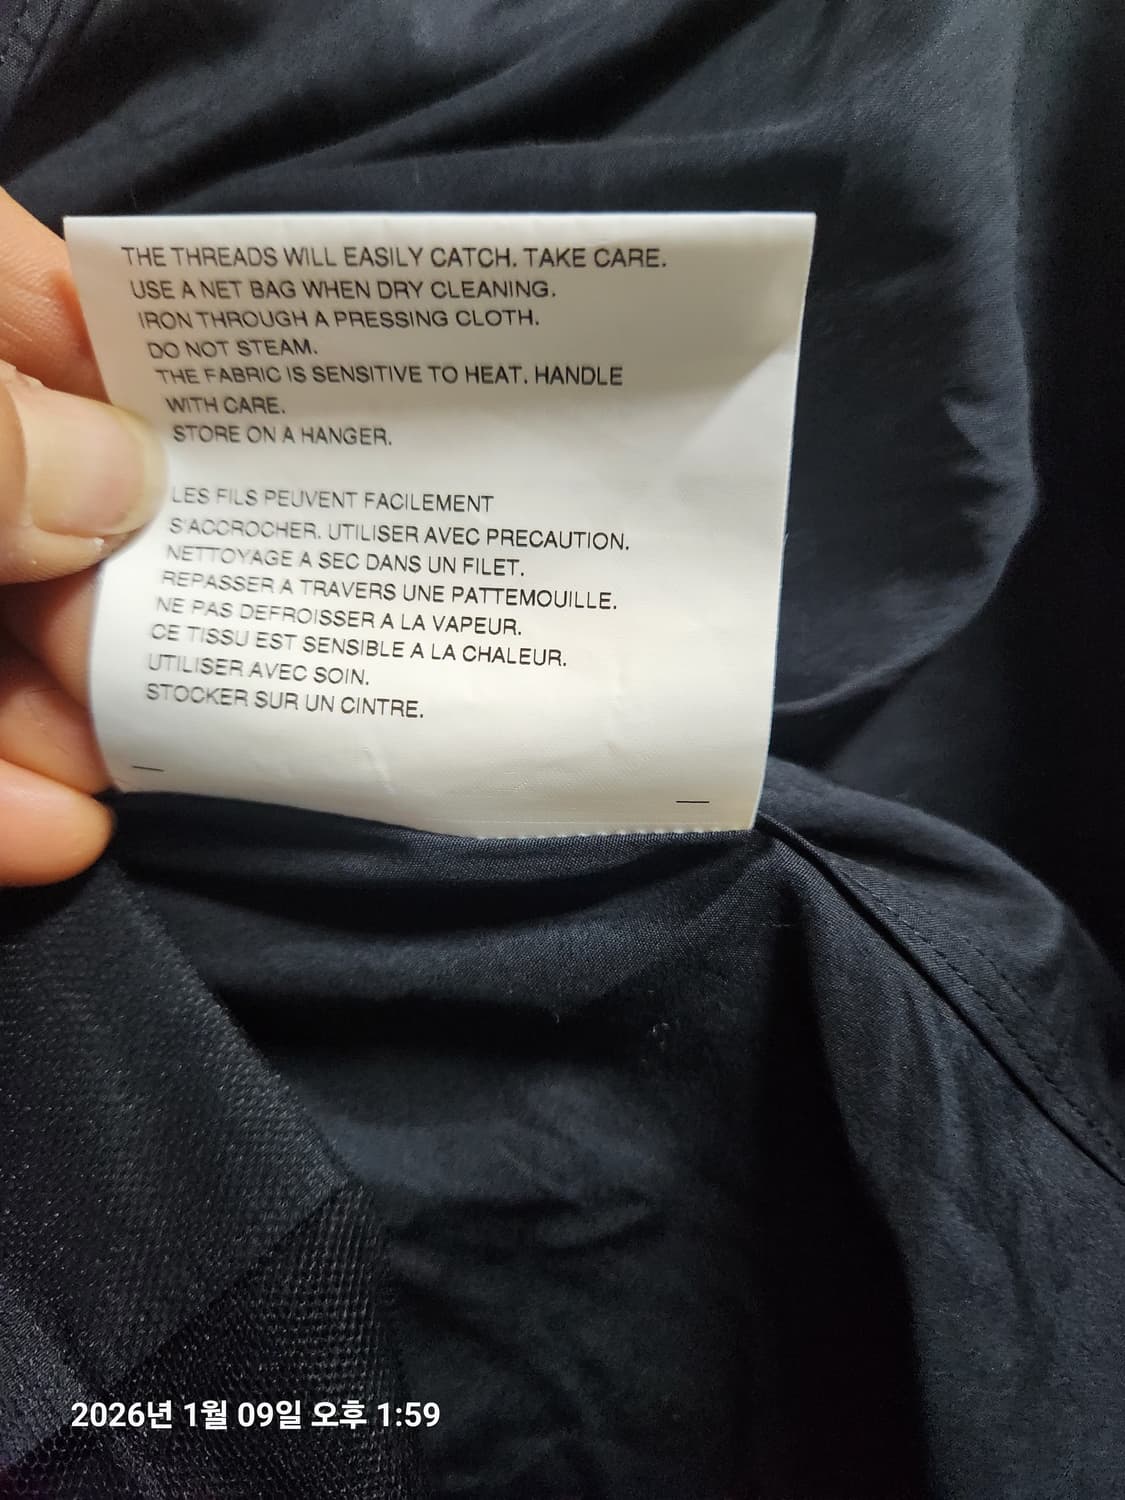 THE THREADS WILL EASILY CATCH. TAKE CARE.
USE A NET BAG WHEN DRY CLEANING.
IRON THROUGH A PRESSING CLOTH.
DO NOT STEAM.
THE FABRIC IS SENSITIVE TO HEAT. HANDLE
WITH CARE.
STORE ON A HANGER.
LES FILS PEUVENT FACILEMENT
S'ACCROCHER. UTILISER AVEC PRECAUTION.
NETTOYAGE A SEC DANS UN FILET.
REPASSER A TRAVERS UNE PATTEMOUILLE.
NE PAS DEFROISSER A LA VAPEUR.
CE TISSU EST SENSIBLE A LA CHALEUR.
UTILISER AVEC SOIN.
STOCKER SUR UN CINTRE.
2026년 1월 09일 오후 1:59